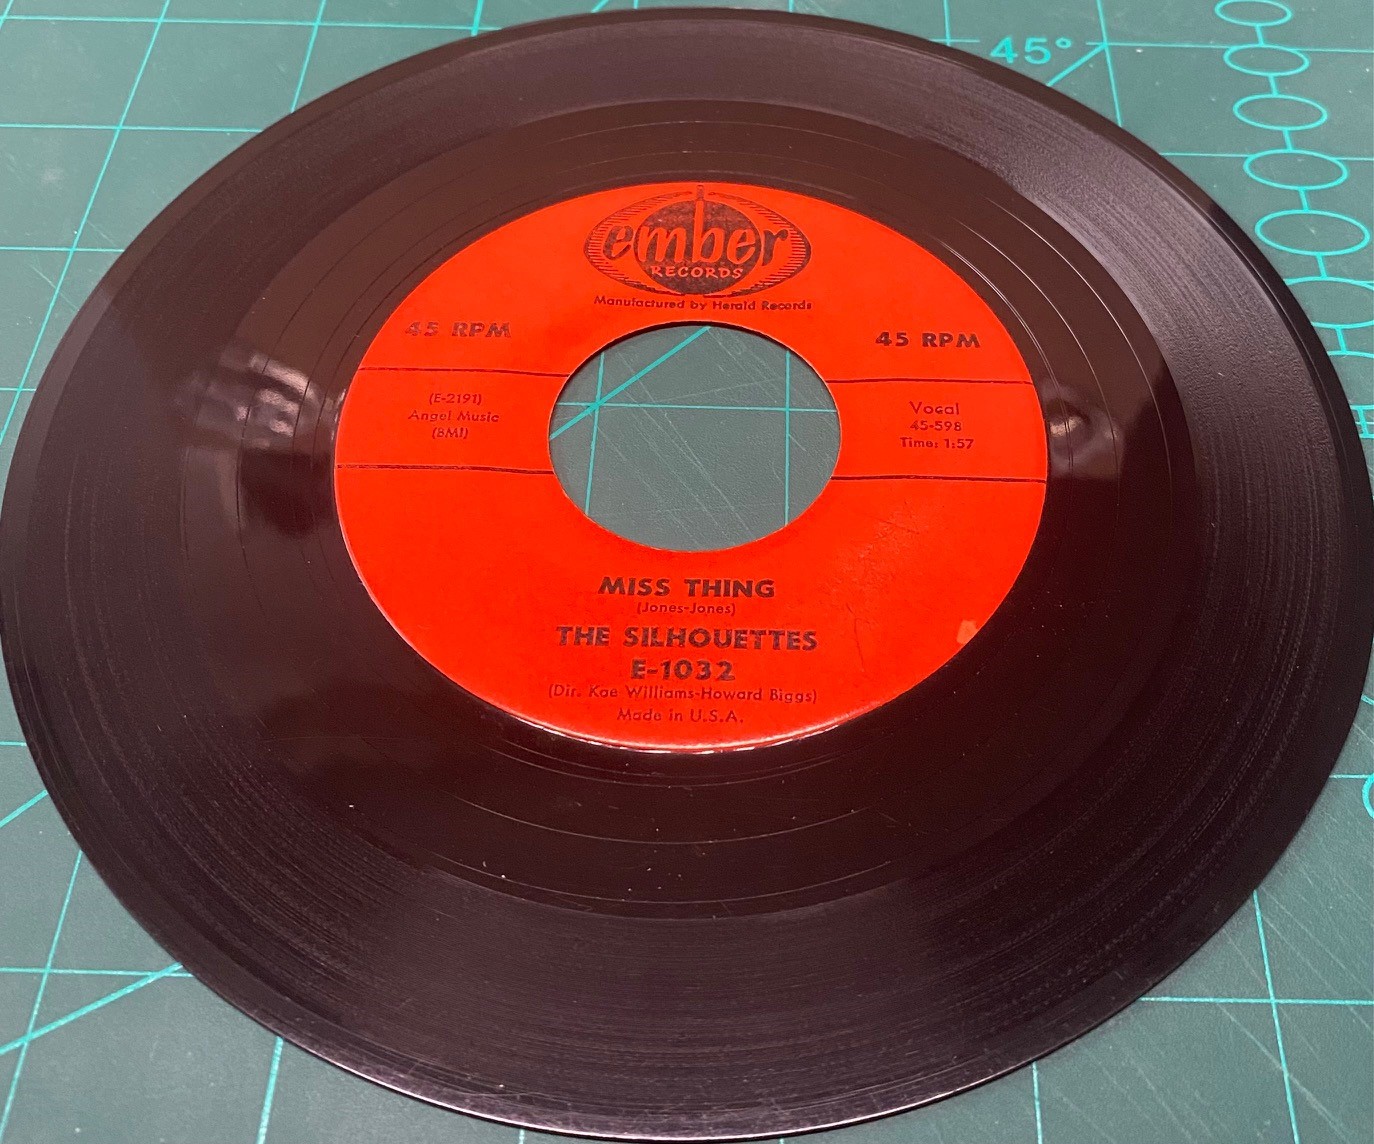 45°
ember
RECORDS
Manufactured by Herald Records
45 RPM
45 RPM
(E-2191)
Angel Music
(BMI)
Vocal
45-598
Time: 1:57
MISS THING
(Jones-Jones)
THE SILHOUETTES
E-1032
(Dir. Kae Williams-Howard Biggs)
Made in U.S.A.